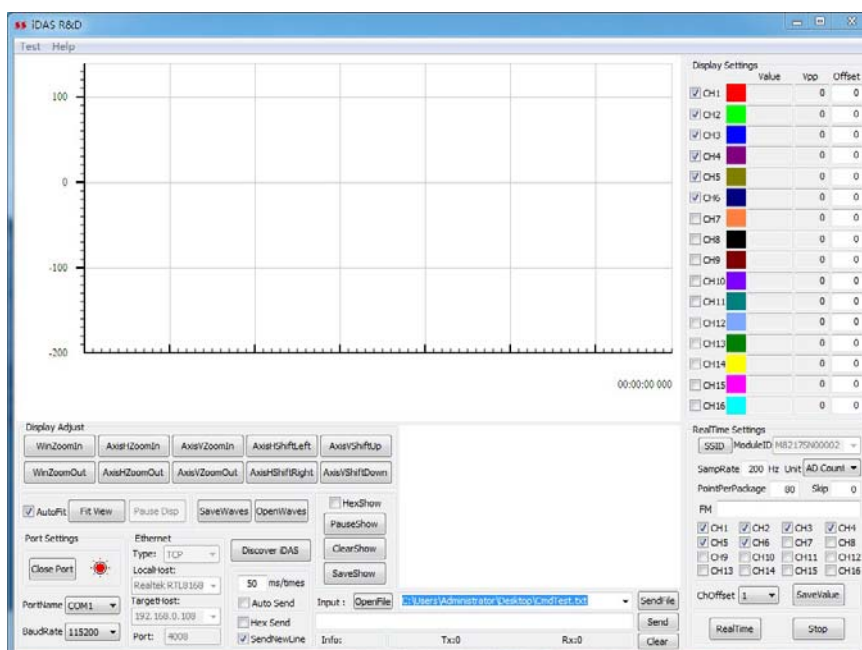 iDAS R&D
Test Help
100
0
-100
-200
00:00:00 000
Display Settings
Value Vpp Offset
CH1 0 0
CH2 0 0
CH3 0 0
CH4 0 0
CH5 0 0
CH6 0 0
CH7 0 0
CH8 0 0
CH9 0 0
CH10 0 0
CH11 0 0
CH12 0 0
CH13 0 0
CH14 0 0
CH15 0 0
CH16 0 0
Display Adjust
WinZoomIn AxisHZoomIn AxisVZoomIn AxisHShiftLeft AxisVShiftUp
WinZoomOut AxisHZoomOut AxisVZoomOut AxisHShiftRight AxisVShiftDown
AutoFit Fit View Pause Disp SaveWaves OpenWaves
HexShow
PauseShow
ClearShow
SaveShow
Port Settings
Close Port
PortName COM1
BaudRate 115200
Ethernet
Type: TCP
LocalHost:
Realtek RTL8168
TargetHost:
192.168.0.108
Port: 4008
Discover iDAS
50 ms/times
Auto Send
Hex Send
SendNewLine
Input : OpenFile C:\Users\Administrator\Desktop\CmdTest.txt SendFile
Send
Info: Tx:0 Rx:0 Clear
RealTime Settings
SSID ModuleID M8217SN00002
SampRate 200 Hz Unit AD Count
PointPerPackage 80 Skip 0
FM
CH1 CH2 CH3 CH4
CH5 CH6 CH7 CH8
CH9 CH10 CH11 CH12
CH13 CH14 CH15 CH16
ChOffset 1 SaveValue
RealTime Stop